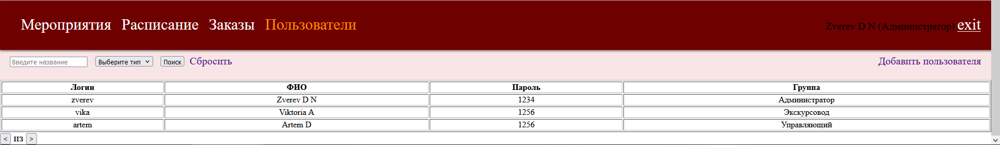 Мероприятия Расписание Заказы Пользователи Zverev D N (Администратор) exit
Введите название Выберите тип Поиск Сбросить Добавить пользователя
Логин ФИО Пароль Группа
zverev Zverev D N 1234 Администратор
vika Viktoria A 1256 Экскурсовод
artem Artem D 1256 Управляющий
< из >